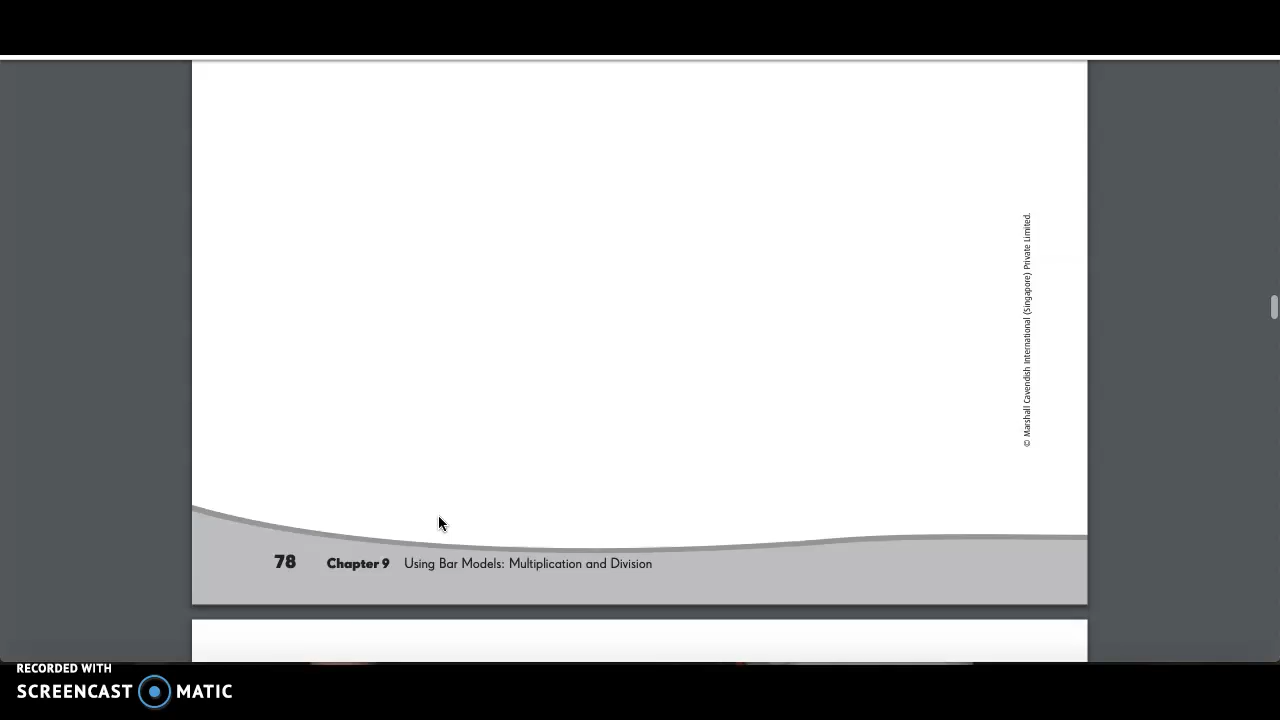 © Marshall Cavendish International (Singapore) Private Limited.
78 Chapter 9 Using Bar Models: Multiplication and Division
RECORDED WITH
SCREENCAST MATIC